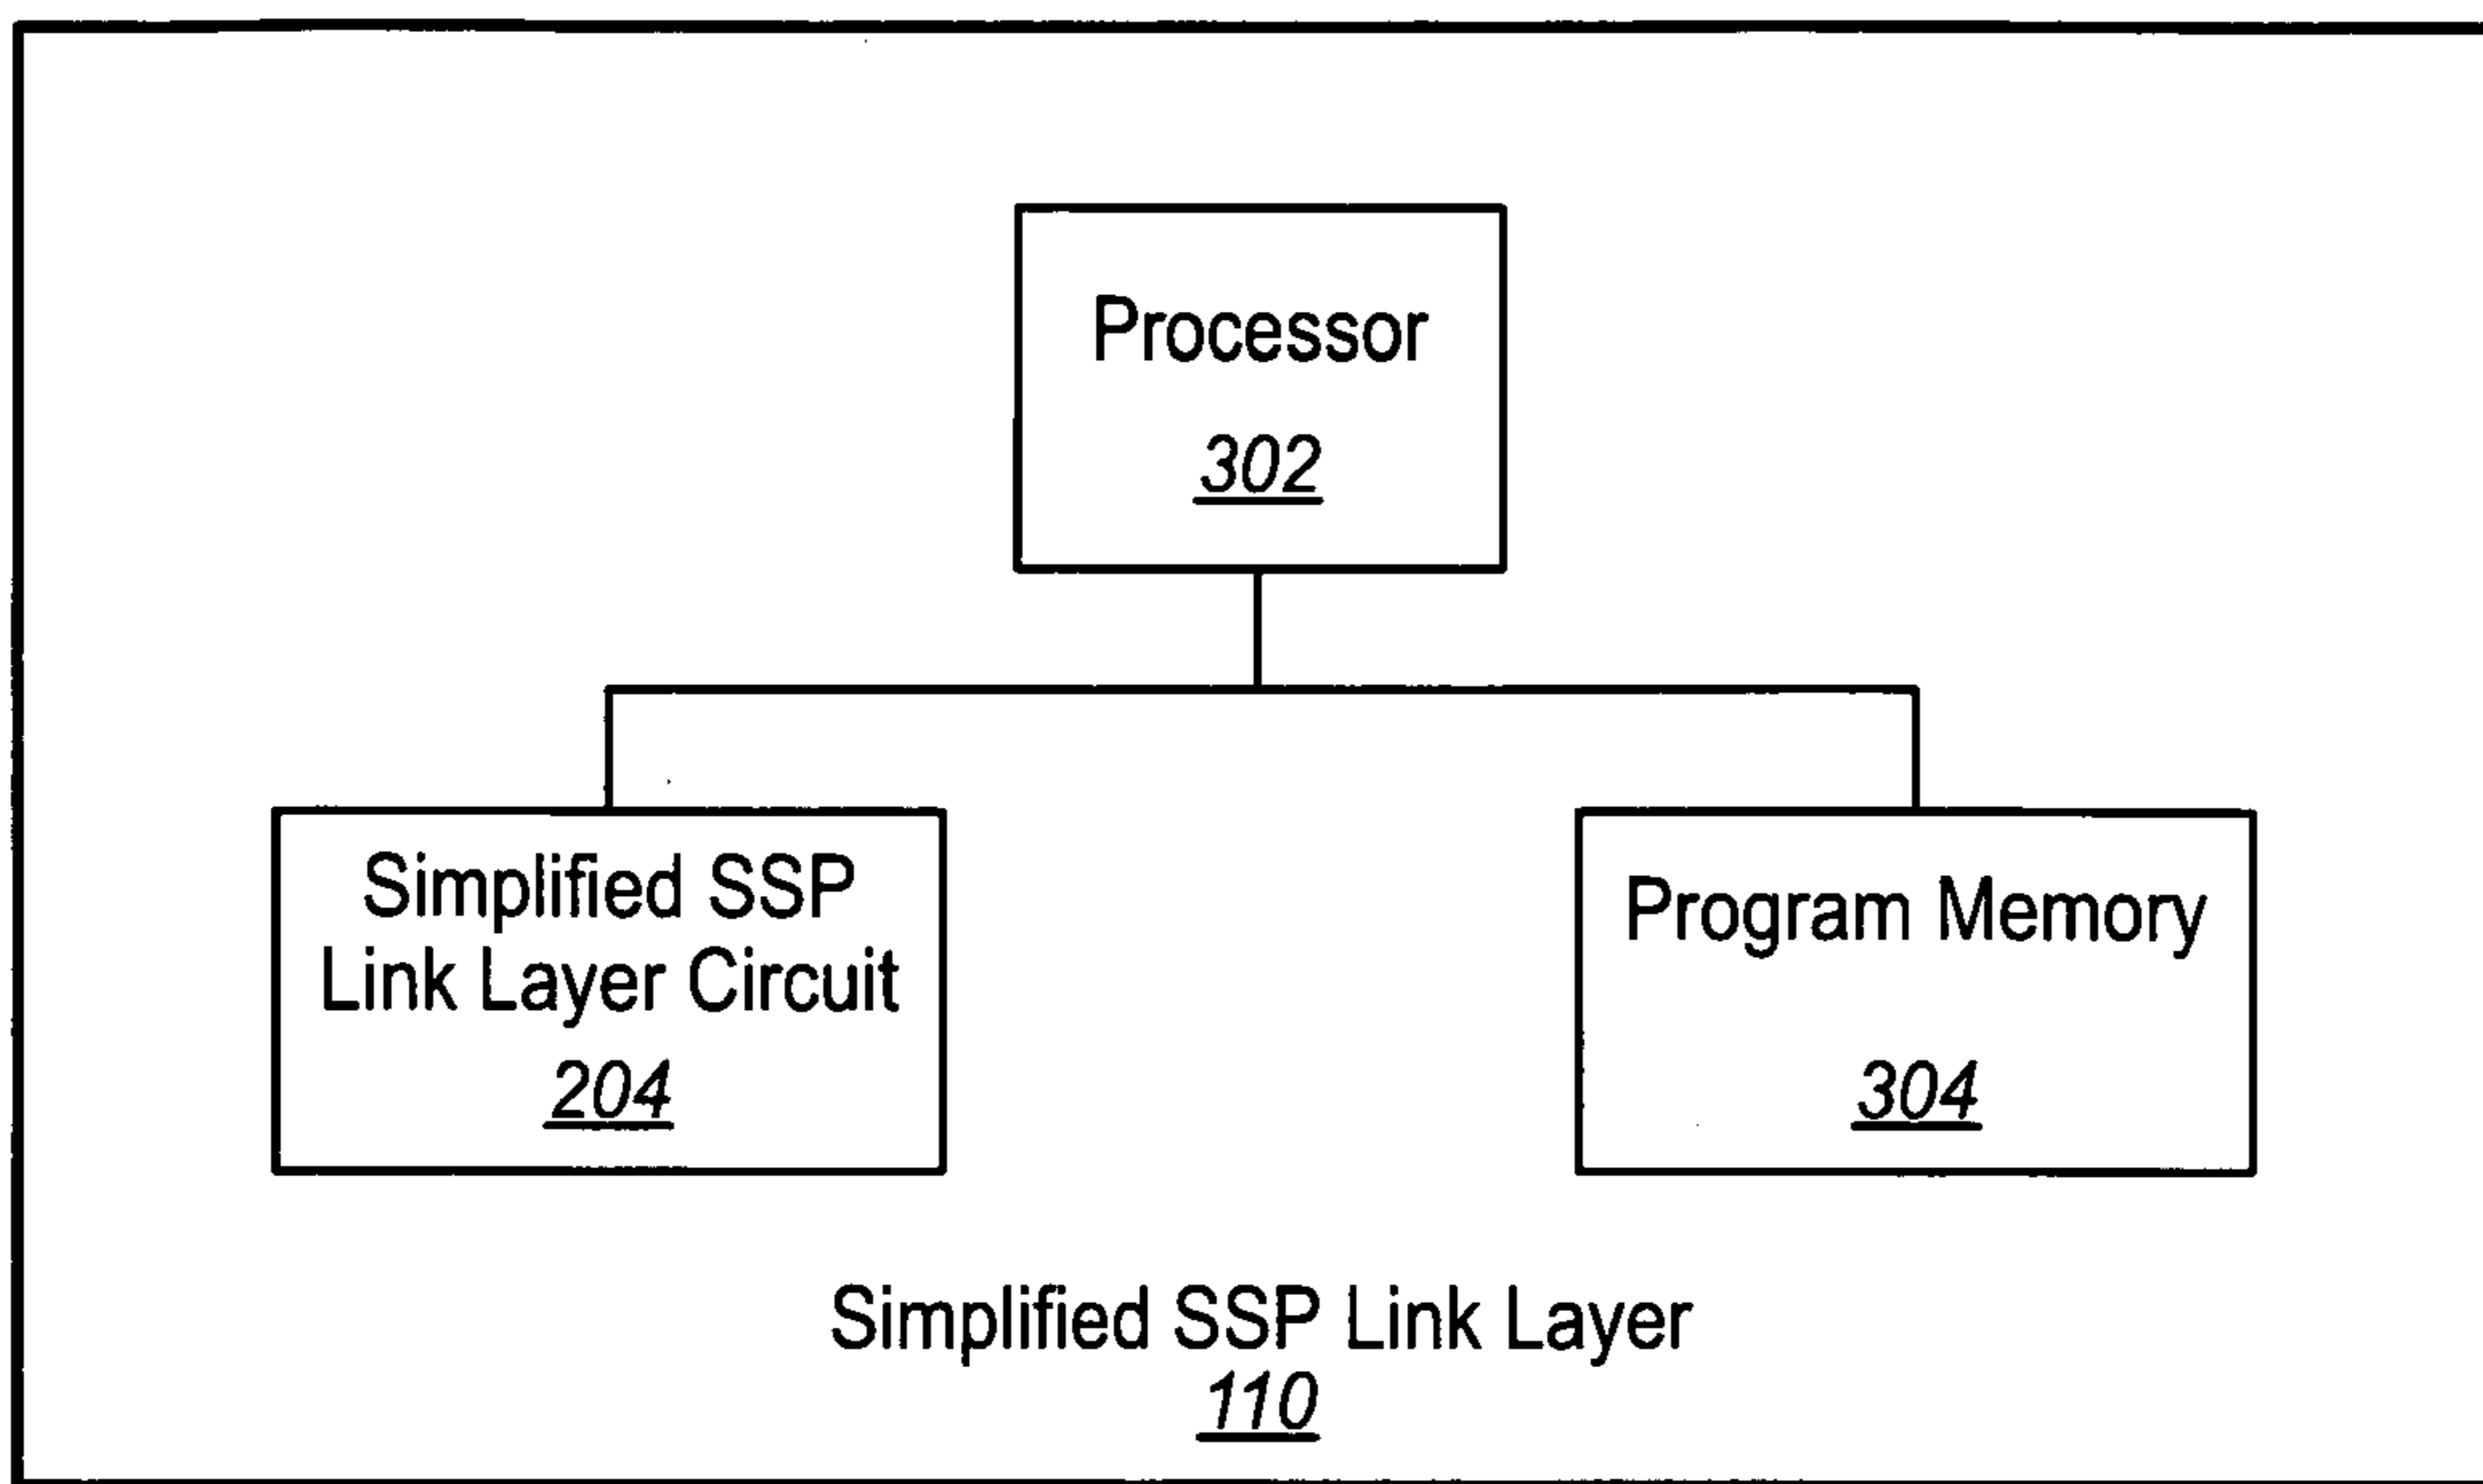 Processor
302
Simplified SSP
Link Layer Circuit
204
Program Memory
304
Simplified SSP Link Layer
110